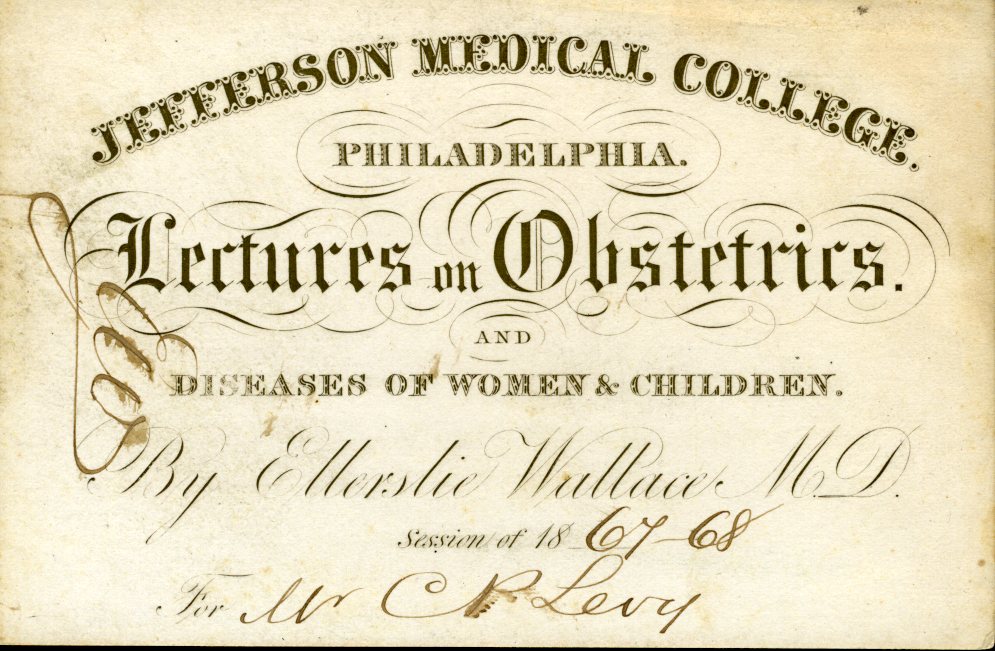 JEFFERSON MEDICAL COLLEGE.
PHILADELPHIA.
Lectures on Obstetrics.
AND
DISEASES OF WOMEN & CHILDREN.
By Ellerslie Wallace M.D.
Session of 1867-68
For Mr C P. Levy